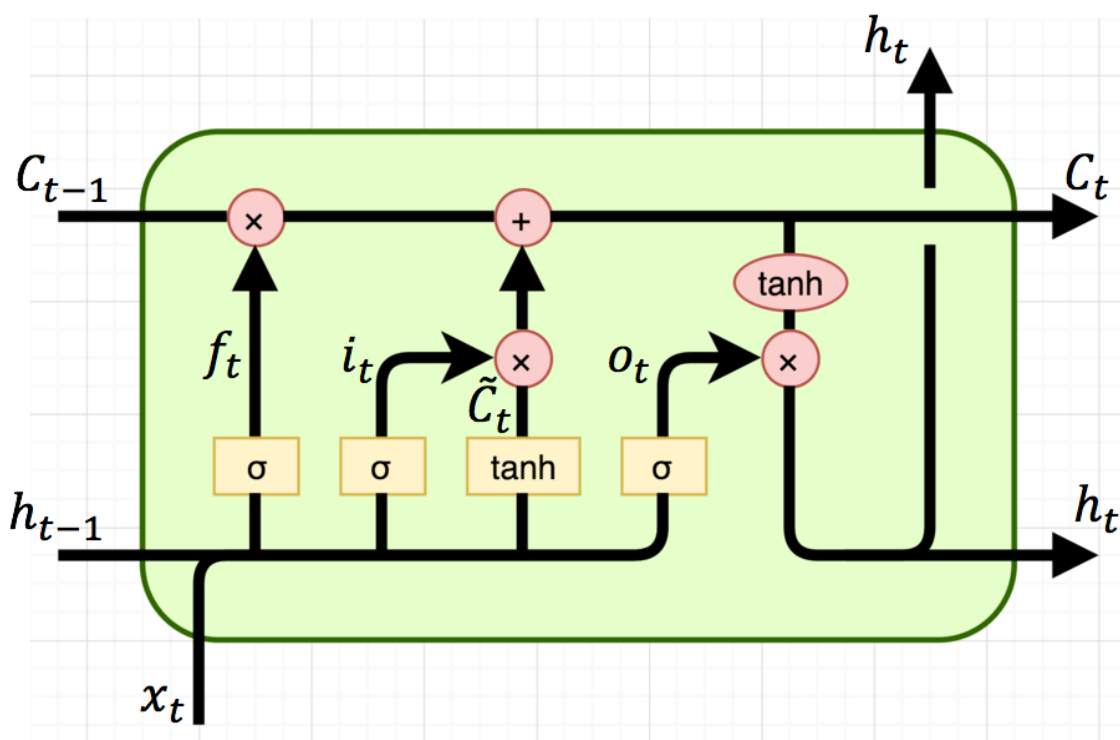 h_t
C_{t-1}
C_t
×
+
tanh
f_t
i_t
×
o_t
×
C̃_t
σ
σ
tanh
σ
h_{t-1}
h_t
x_t